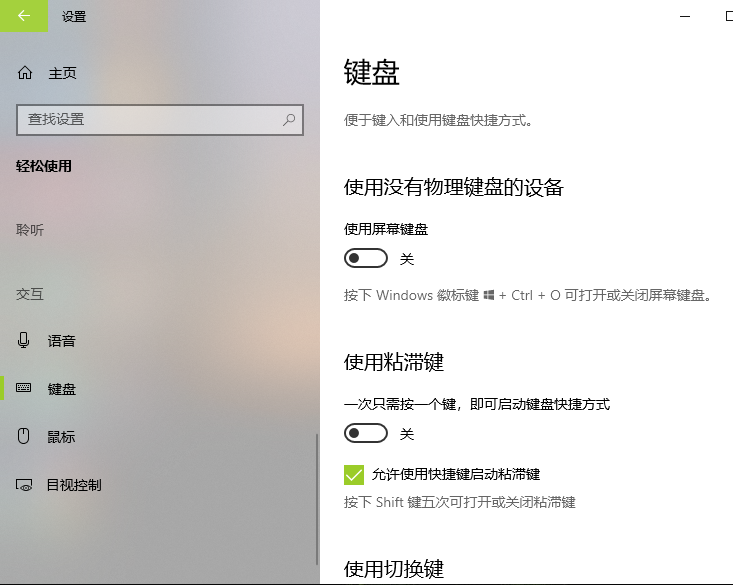 设置
主页
查找设置
轻松使用
聆听
交互
语音
键盘
鼠标
目视控制
键盘
便于键入和使用键盘快捷方式。
使用没有物理键盘的设备
使用屏幕键盘
关
按下 Windows 徽标键 + Ctrl + O 可打开或关闭屏幕键盘。
使用粘滞键
一次只需按一个键，即可启动键盘快捷方式
关
允许使用快捷键启动粘滞键
按下 Shift 键五次可打开或关闭粘滞键
使用切换键